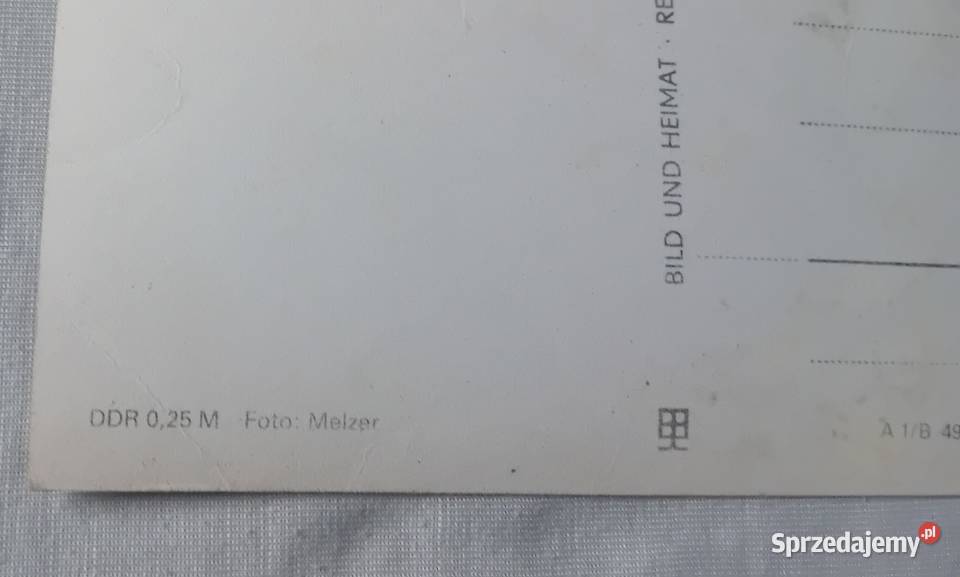 BILD UND HEIMAT · RE
DDR 0,25 M Foto: Melzer
A 1/B 49
Sprzedajemy.pl